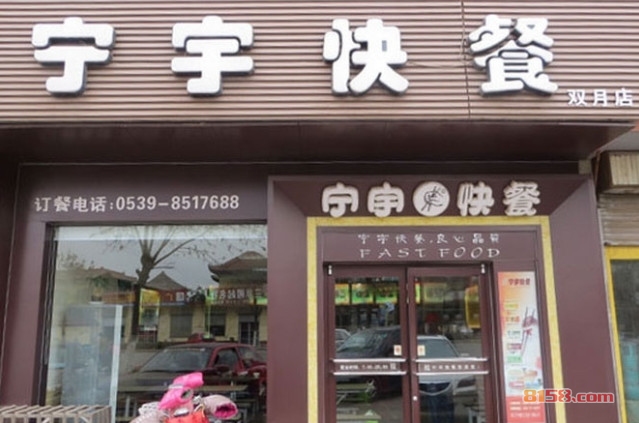 宁宇快餐
双月店
订餐电话:0539-8517688
宁宇快餐
宁宇快餐,良心品质
FAST FOOD
8158.com